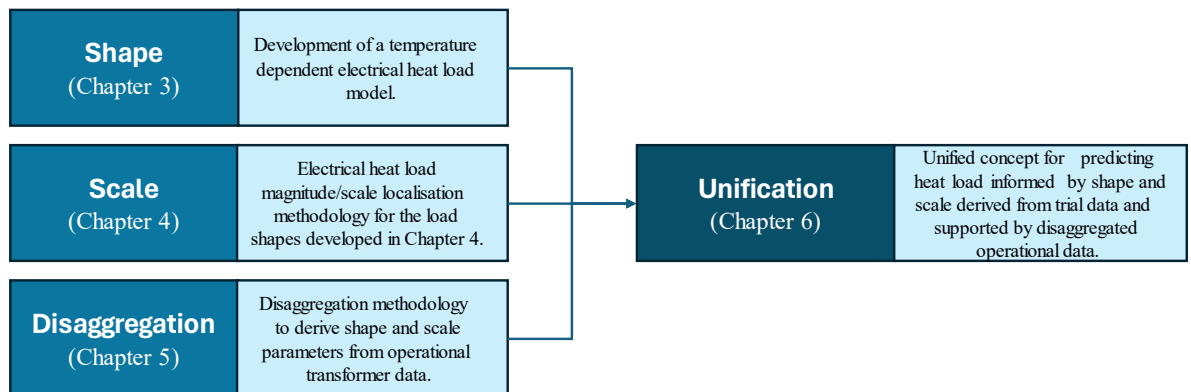 Shape
(Chapter 3)
Development of a temperature
dependent electrical heat load
model.
Scale
(Chapter 4)
Electrical heat load
magnitude/scale localisation
methodology for the load
shapes developed in Chapter 4.
Disaggregation
(Chapter 5)
Disaggregation methodology
to derive shape and scale
parameters from operational
transformer data.
Unification
(Chapter 6)
Unified concept for predicting
heat load informed by shape and
scale derived from trial data and
supported by disaggregated
operational data.